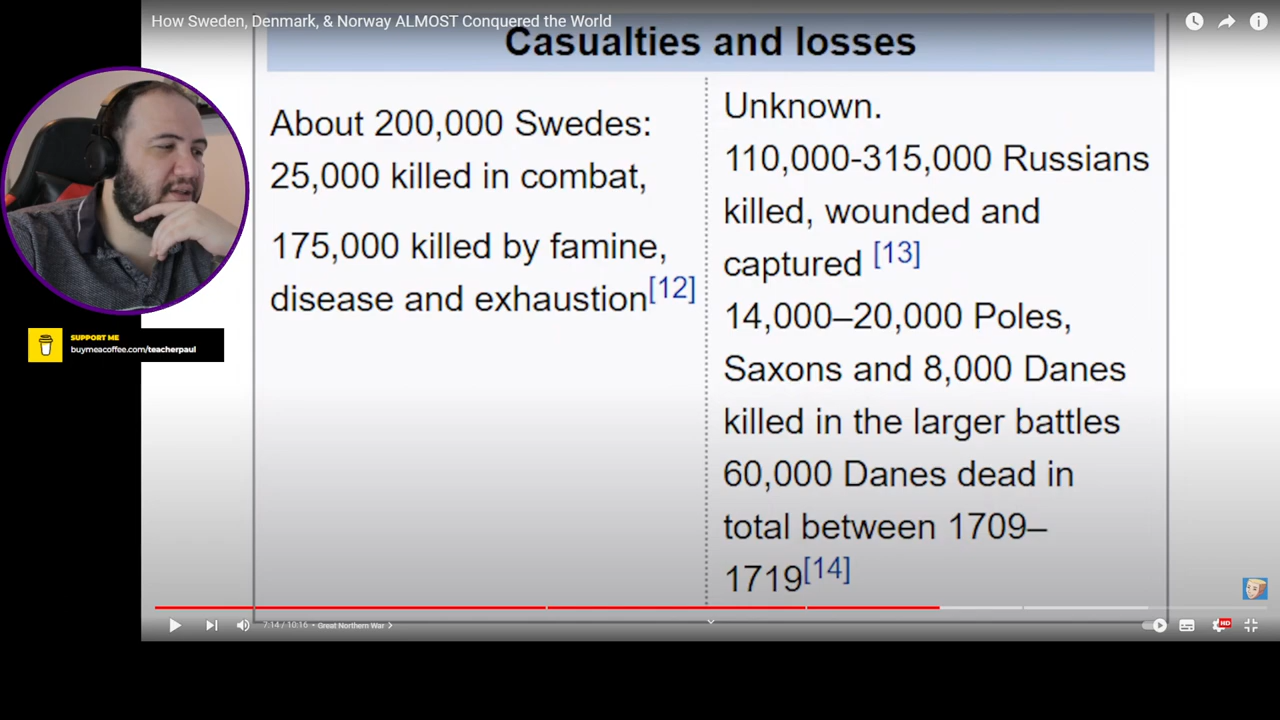 How Sweden, Denmark, & Norway ALMOST Conquered the World
Casualties and losses
About 200,000 Swedes:
25,000 killed in combat,
175,000 killed by famine,
disease and exhaustion[12]
Unknown.
110,000-315,000 Russians
killed, wounded and
captured [13]
14,000–20,000 Poles,
Saxons and 8,000 Danes
killed in the larger battles
60,000 Danes dead in
total between 1709–
1719[14]
SUPPORT ME
buymeacoffee.com/teacherpaul
7:14 / 10:16 • Great Northern War >
HD